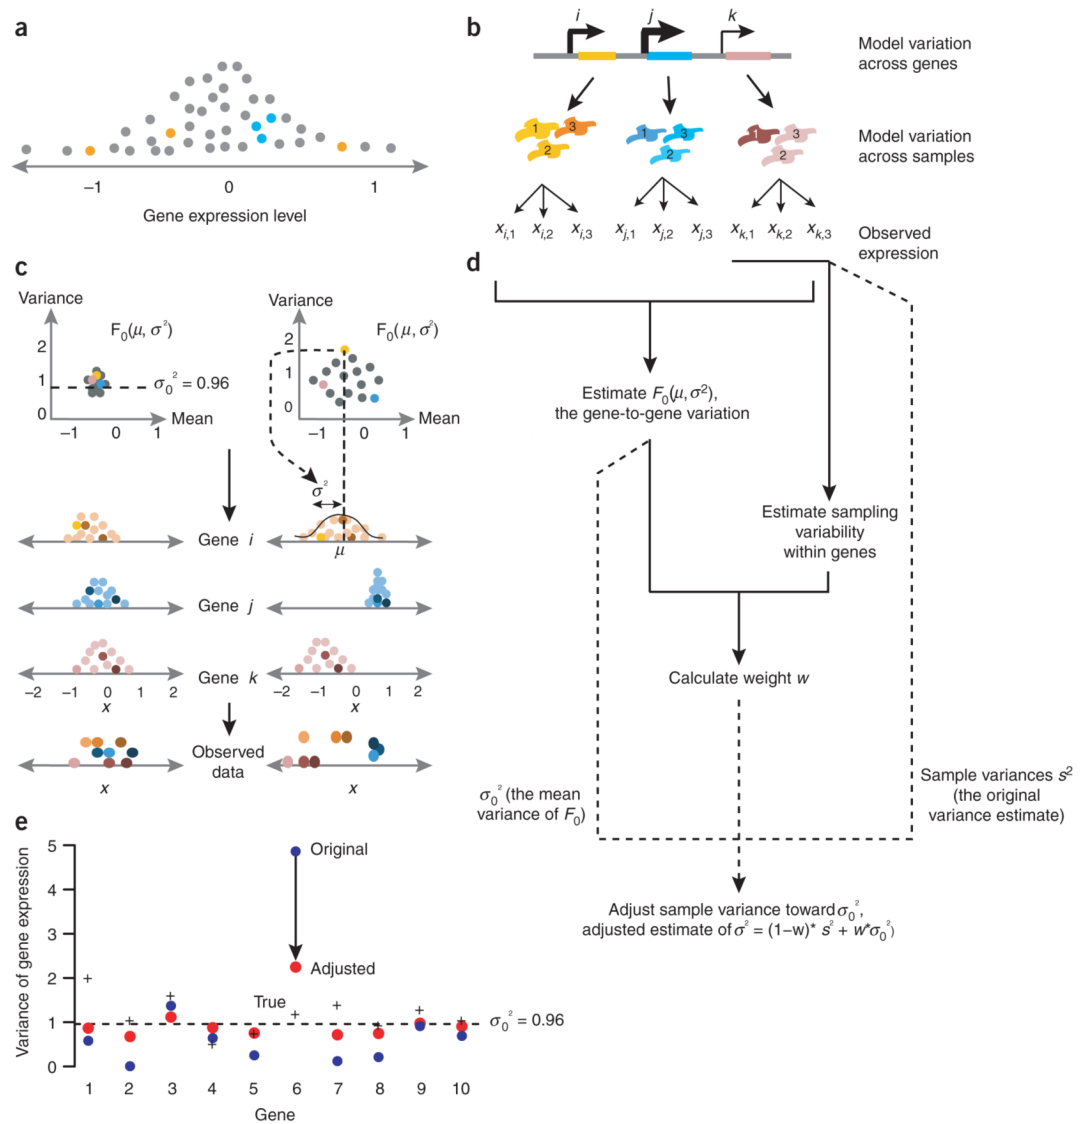 a
−1
0
1
Gene expression level
b
i
j
k
Model variation
across genes
1
3
2
1
3
2
1
3
2
Model variation
across samples
x_{i,1} x_{i,2} x_{i,3} x_{j,1} x_{j,2} x_{j,3} x_{k,1} x_{k,2} x_{k,3}
Observed
expression
c
Variance
F₀(μ, σ²)
2
1
0
σ₀² = 0.96
Mean
−1 0 1
Variance
F₀(μ, σ²)
2
1
0
Mean
−1 0 1
σ²
Gene i
μ
Gene j
Gene k
−2 −1 0 1 2
x
−2 −1 0 1 2
x
Observed
data
x
x
d
Estimate F₀(μ, σ²),
the gene-to-gene variation
Estimate sampling
variability
within genes
Calculate weight w
σ₀² (the mean
variance of F₀)
Sample variances s²
(the original
variance estimate)
Adjust sample variance toward σ₀²,
adjusted estimate of σ² = (1−w)* s² + w*σ₀²)
e
Variance of gene expression
5
4
3
2
1
0
Original
Adjusted
True
σ₀² = 0.96
1 2 3 4 5 6 7 8 9 10
Gene